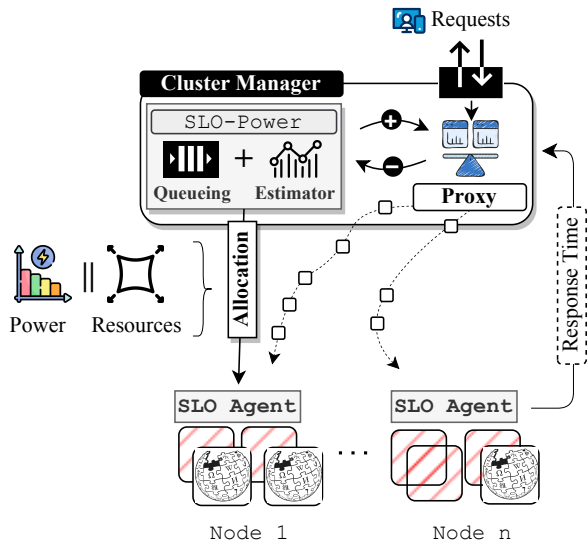 Requests
Cluster Manager
SLO-Power
+
Queueing
Estimator
+
−
Proxy
Allocation
Power
||
Resources
Response Time
SLO Agent
SLO Agent
...
Node 1
Node n